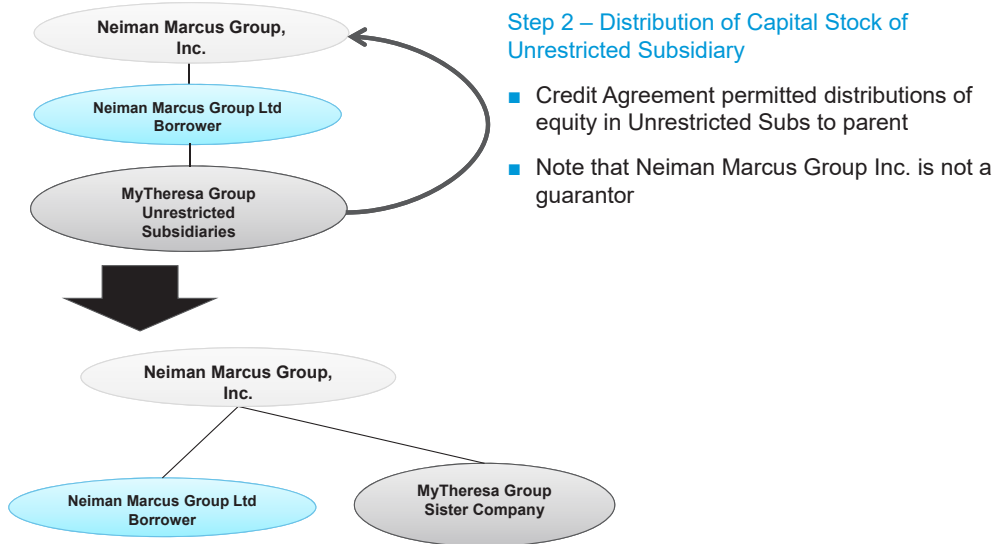 Neiman Marcus Group,
Inc.
Neiman Marcus Group Ltd
Borrower
MyTheresa Group
Unrestricted
Subsidiaries
Step 2 – Distribution of Capital Stock of
Unrestricted Subsidiary
■ Credit Agreement permitted distributions of
equity in Unrestricted Subs to parent
■ Note that Neiman Marcus Group Inc. is not a
guarantor
Neiman Marcus Group,
Inc.
Neiman Marcus Group Ltd
Borrower
MyTheresa Group
Sister Company